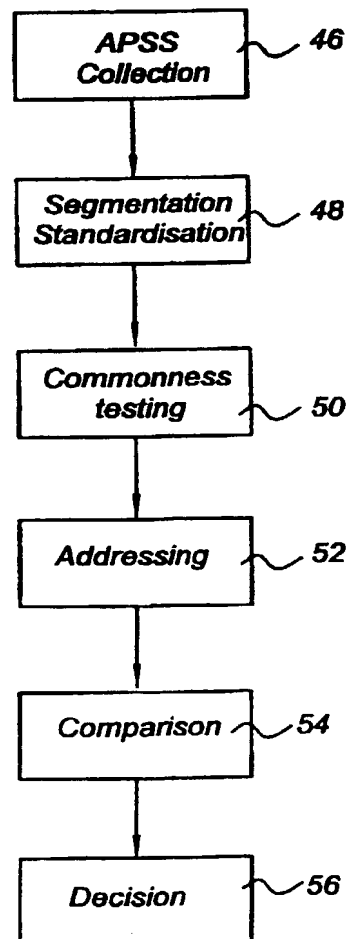 APSS
Collection
46
Segmentation
Standardisation
48
Commonness
testing
50
Addressing
52
Comparison
54
Decision
56